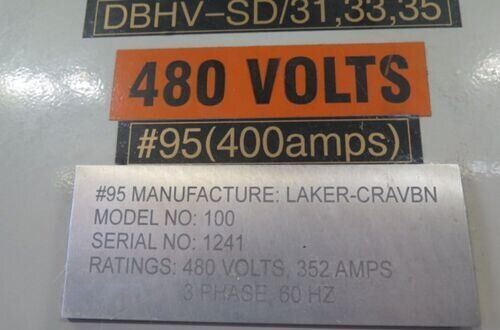 DBHV-SD/31,33,35
480 VOLTS
#95(400amps)
#95 MANUFACTURE: LAKER-CRAVBN
MODEL NO: 100
SERIAL NO: 1241
RATINGS: 480 VOLTS, 352 AMPS
3 PHASE, 60 HZ